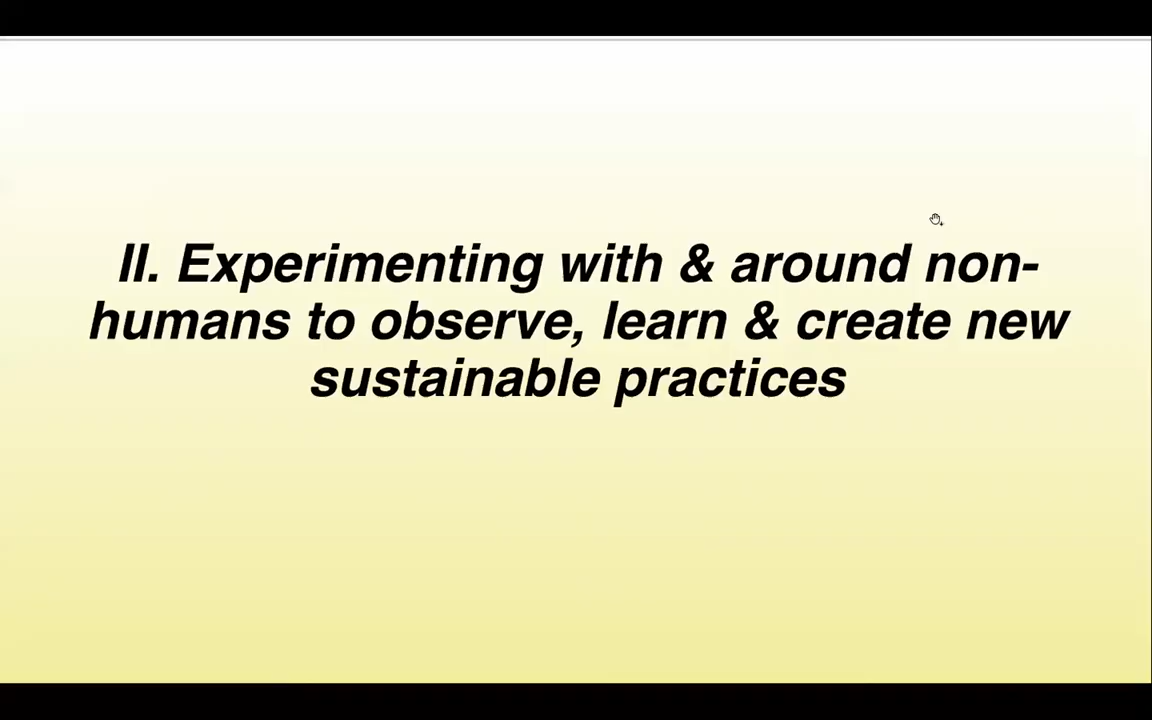 II. Experimenting with & around non-
humans to observe, learn & create new
sustainable practices